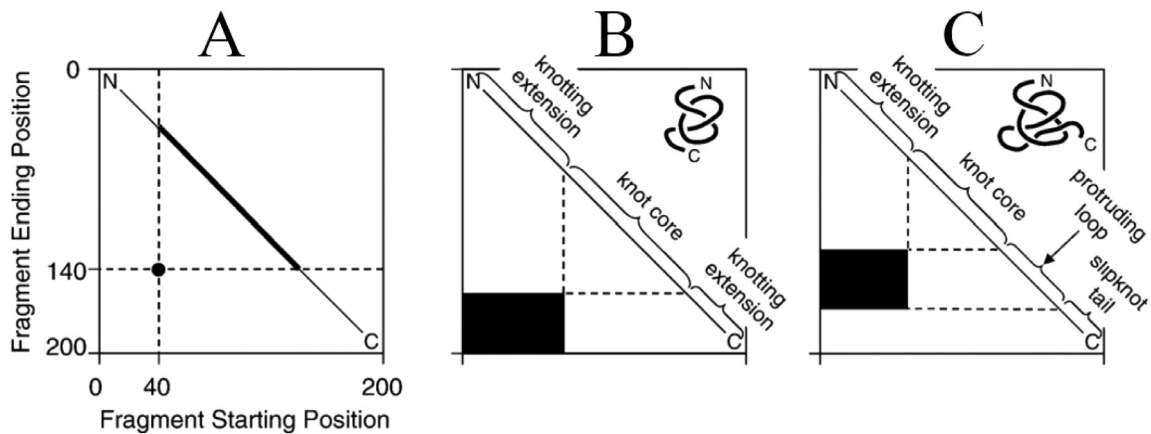 A
B
C
Fragment Ending Position
0
140
200
N
C
0
40
200
Fragment Starting Position
N
knotting
extension
knot core
knotting
extension
C
N
C
N
knotting
extension
knot core
protruding
loop
slipknot
tail
C
N
C